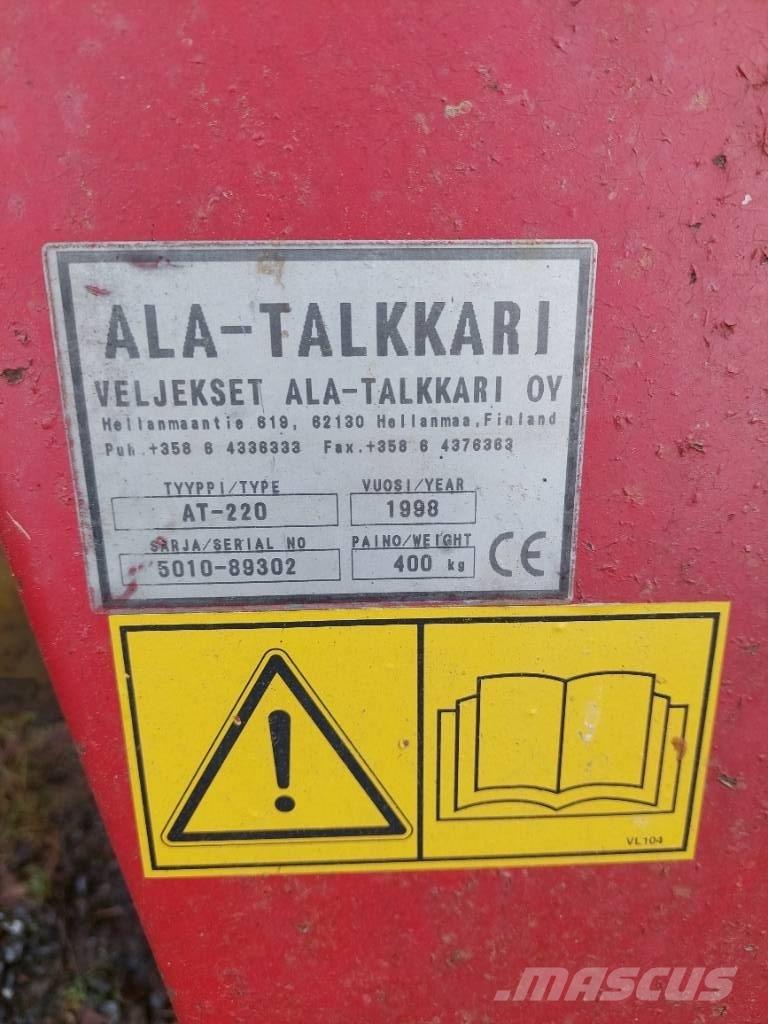 ALA-TALKKARI
VELJEKSET ALA-TALKKARI OY
Hellanmaantie 619, 62130 Hellanmaa, Finland
Puh.+358 6 4336333 Fax.+358 6 4376363
TYYPPI/TYPE VUOSI/YEAR
AT-220 1998
SARJA/SERIAL NO PAINO/WEIGHT
5010-89302 400 kg
CE
VL104
MASCUS